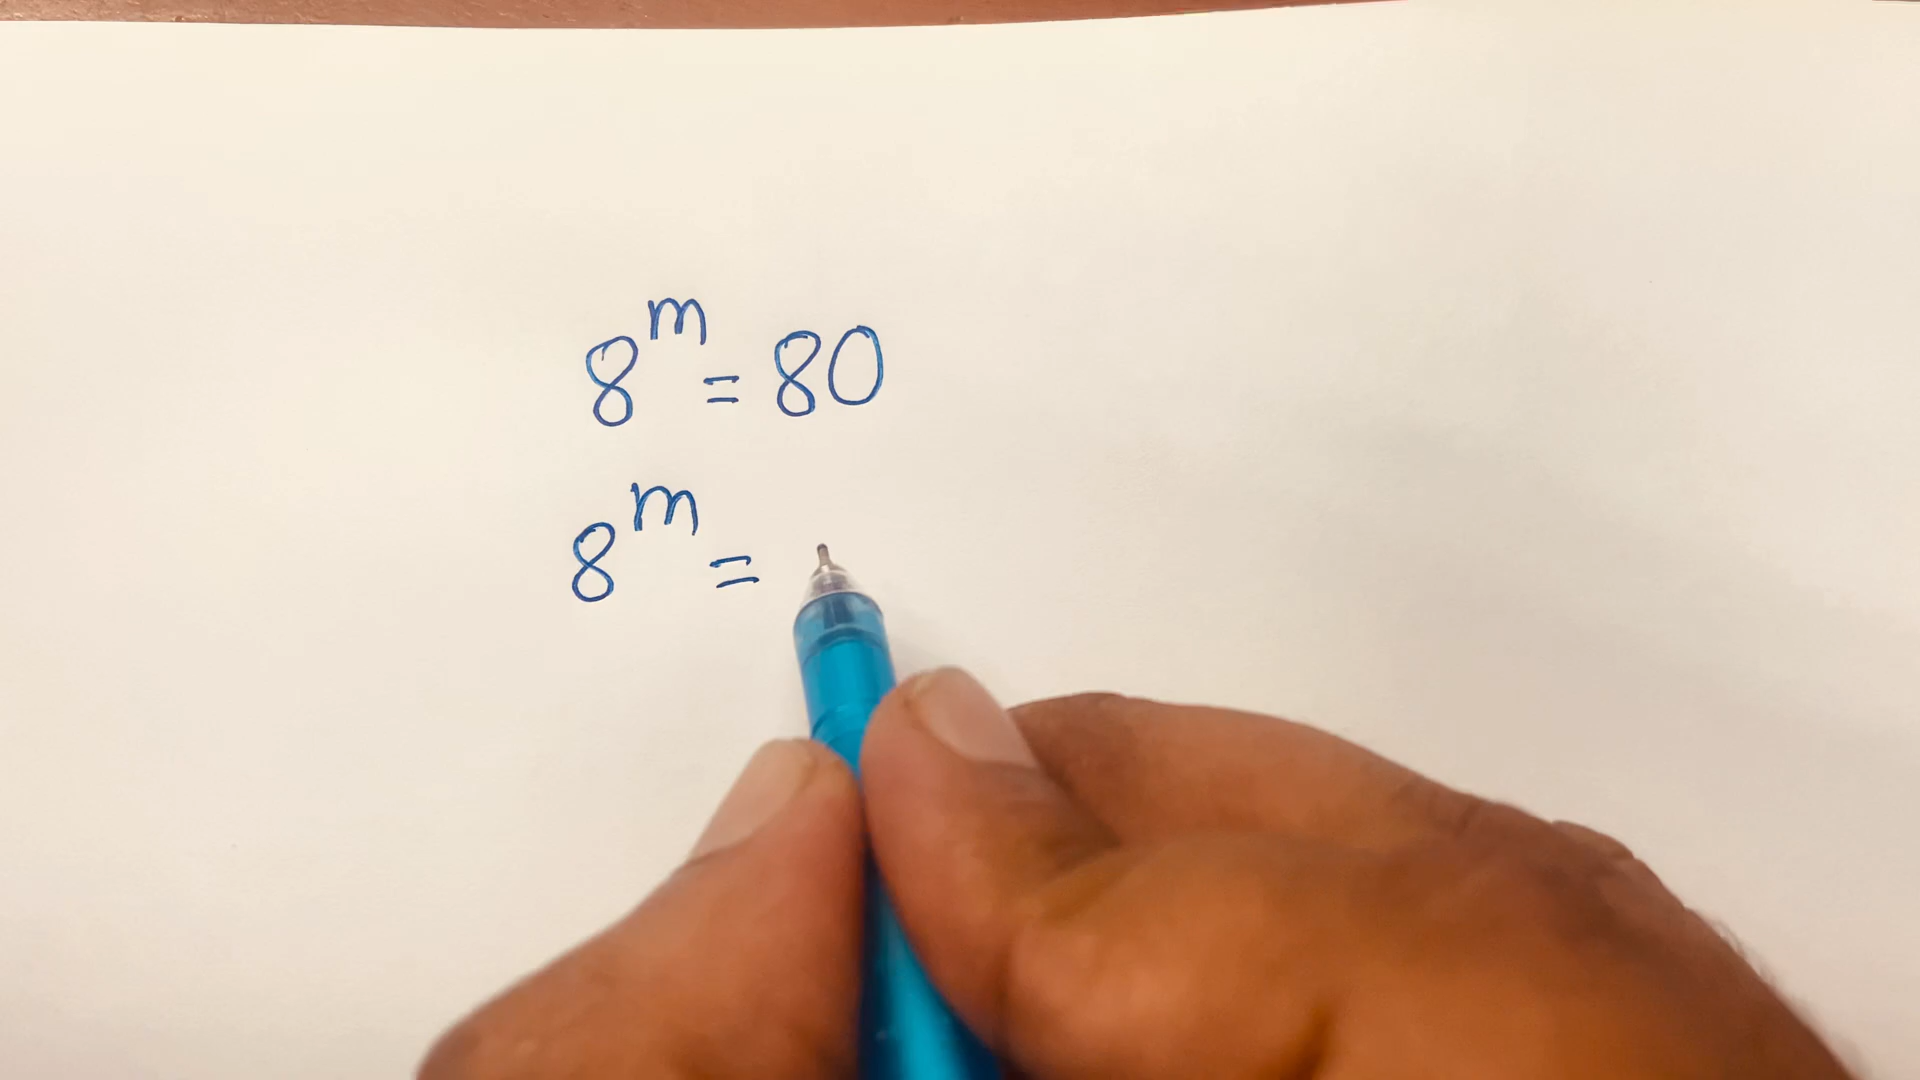 8^m = 80
8^m =